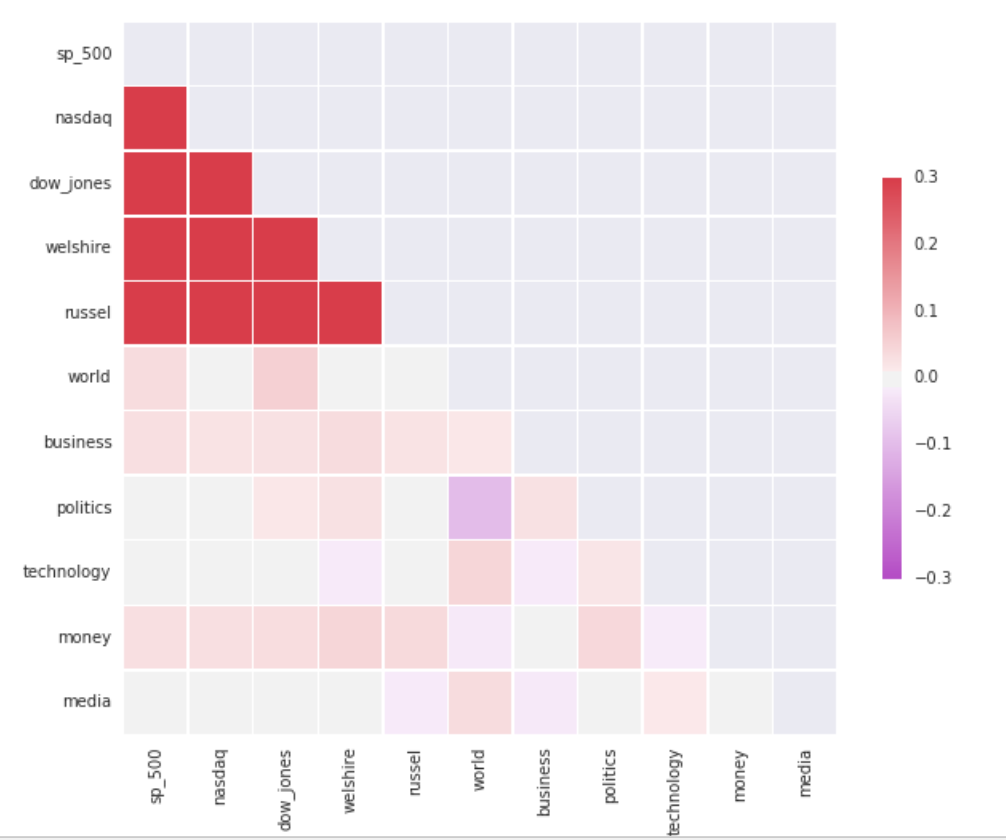 sp_500
nasdaq
dow_jones
welshire
russel
world
business
politics
technology
money
media
0.3
0.2
0.1
0.0
−0.1
−0.2
−0.3
sp_500
nasdaq
dow_jones
welshire
russel
world
business
politics
technology
money
media